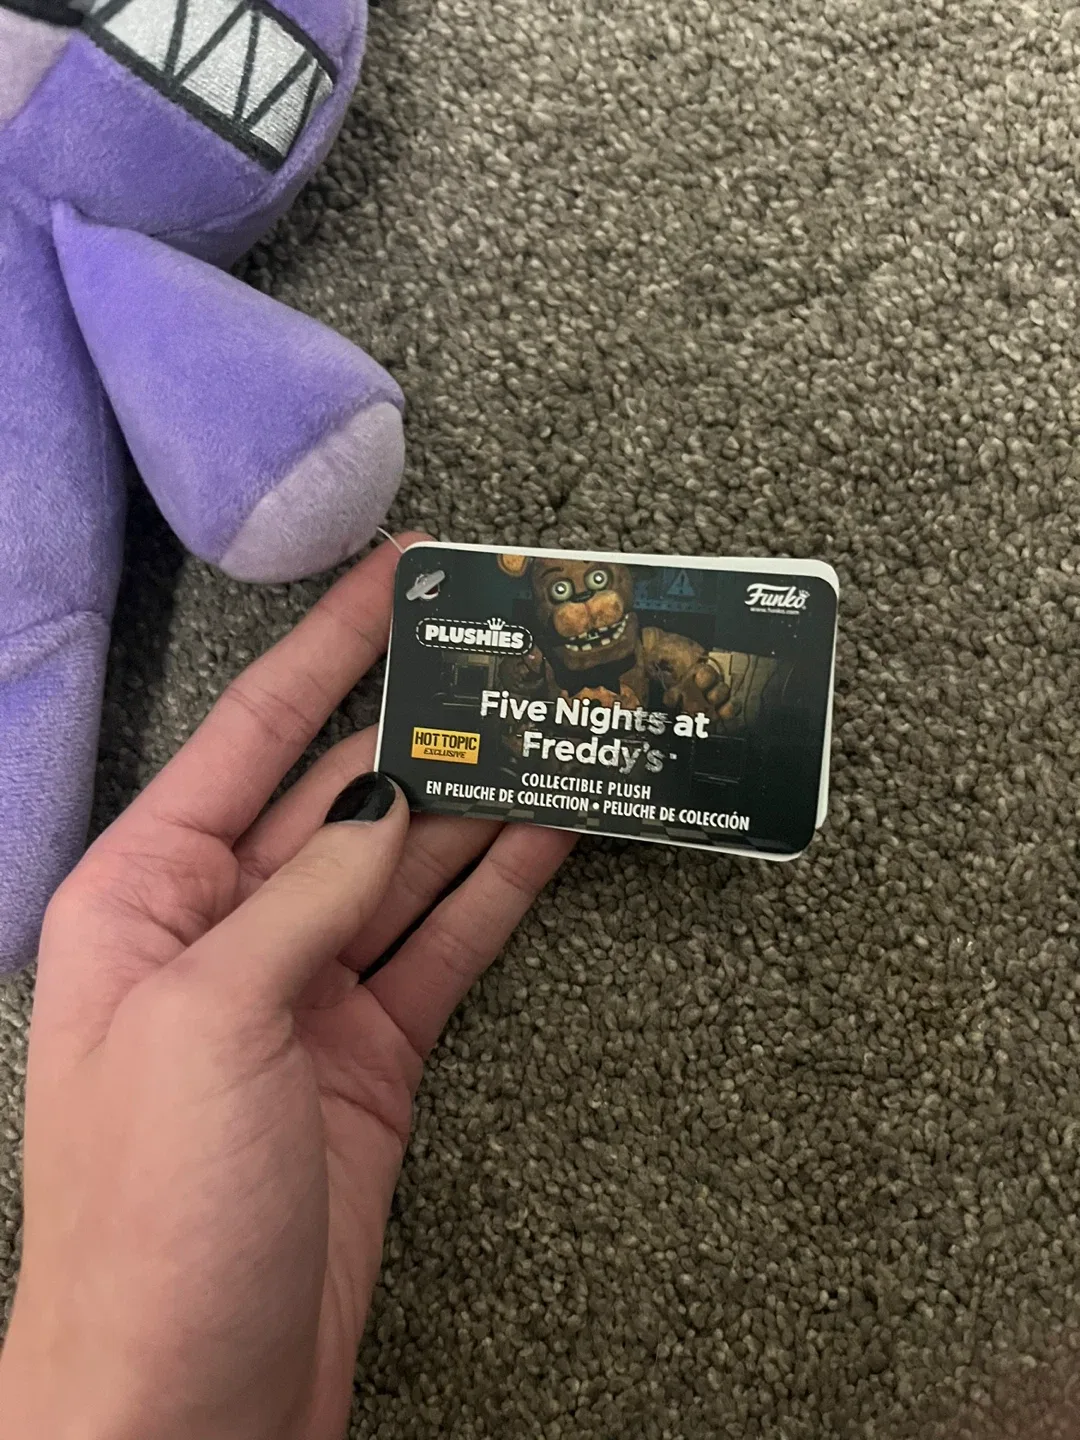 Funko
www.funko.com
PLUSHIES
Five Nights at
Freddy's
HOT TOPIC
EXCLUSIVE
COLLECTIBLE PLUSH
EN PELUCHE DE COLLECTION • PELUCHE DE COLECCIÓN